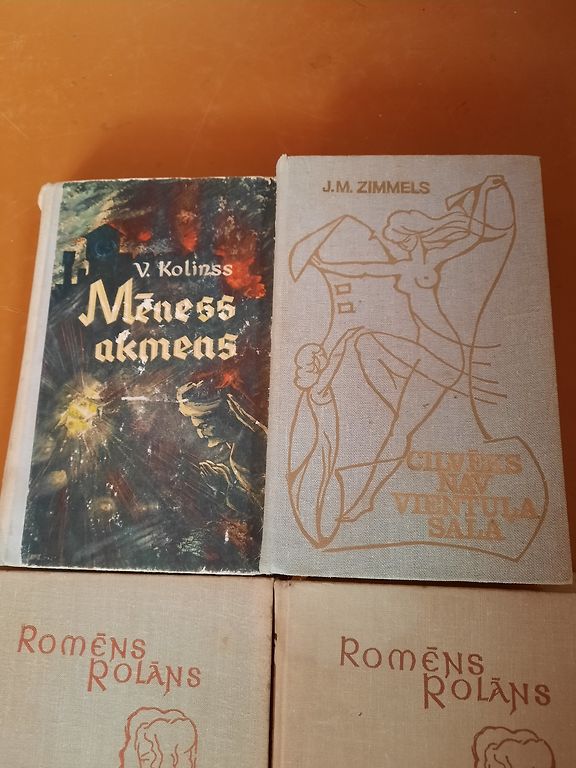 V. Kolinss
Mēness
akmens
J.M. ZIMMELS
CILVĒKS
NAV
VIENTUĻA
SALA
ROMĒNS
ROLĀNS
ROMĒNS
ROLĀNS